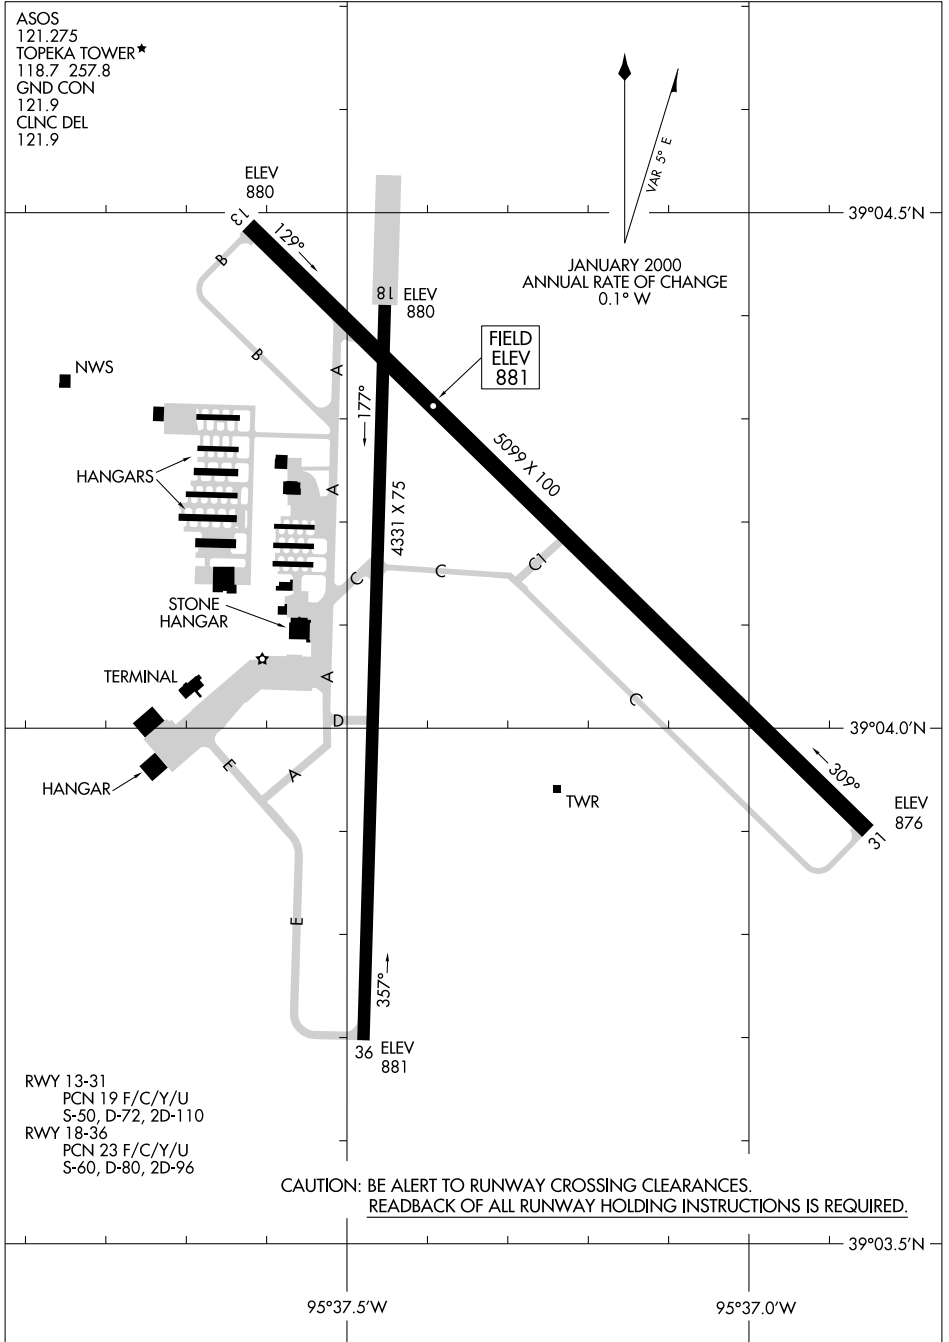 ASOS
121.275
TOPEKA TOWER
118.7 257.8
GND CON
121.9
CLNC DEL
121.9
ELEV
880
13
129°
B
B
VAR 5° E
39°04.5'N
JANUARY 2000
ANNUAL RATE OF CHANGE
0.1° W
18
ELEV
880
FIELD
ELEV
881
NWS
A
177°
5099 X 100
HANGARS
A
4331 X 75
C
C
C1
STONE
HANGAR
TERMINAL
A
C
D
39°04.0'N
E
A
HANGAR
TWR
309°
ELEV
876
31
E
357°
36
ELEV
881
RWY 13-31
PCN 19 F/C/Y/U
S-50, D-72, 2D-110
RWY 18-36
PCN 23 F/C/Y/U
S-60, D-80, 2D-96
CAUTION: BE ALERT TO RUNWAY CROSSING CLEARANCES.
READBACK OF ALL RUNWAY HOLDING INSTRUCTIONS IS REQUIRED.
39°03.5'N
95°37.5'W
95°37.0'W